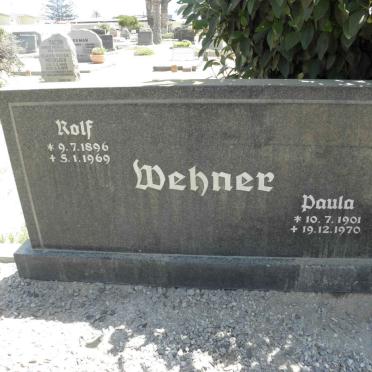 Rolf
* 9.7.1896
+ 5.1.1969
Wehner
Paula
* 10.7.1901
+ 19.12.1970